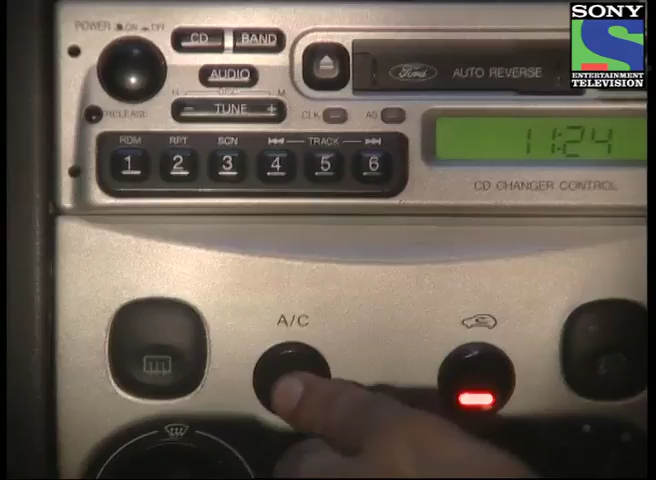 POWER ON OFF
CD
BAND
AUDIO
DISC
- TUNE +
RELEASE
CLK
AS
Ford
AUTO REVERSE
11:24
RDM RPT SCN TRACK
1 2 3 4 5 6
CD CHANGER CONTROL
A/C
SONY
ENTERTAINMENT
TELEVISION